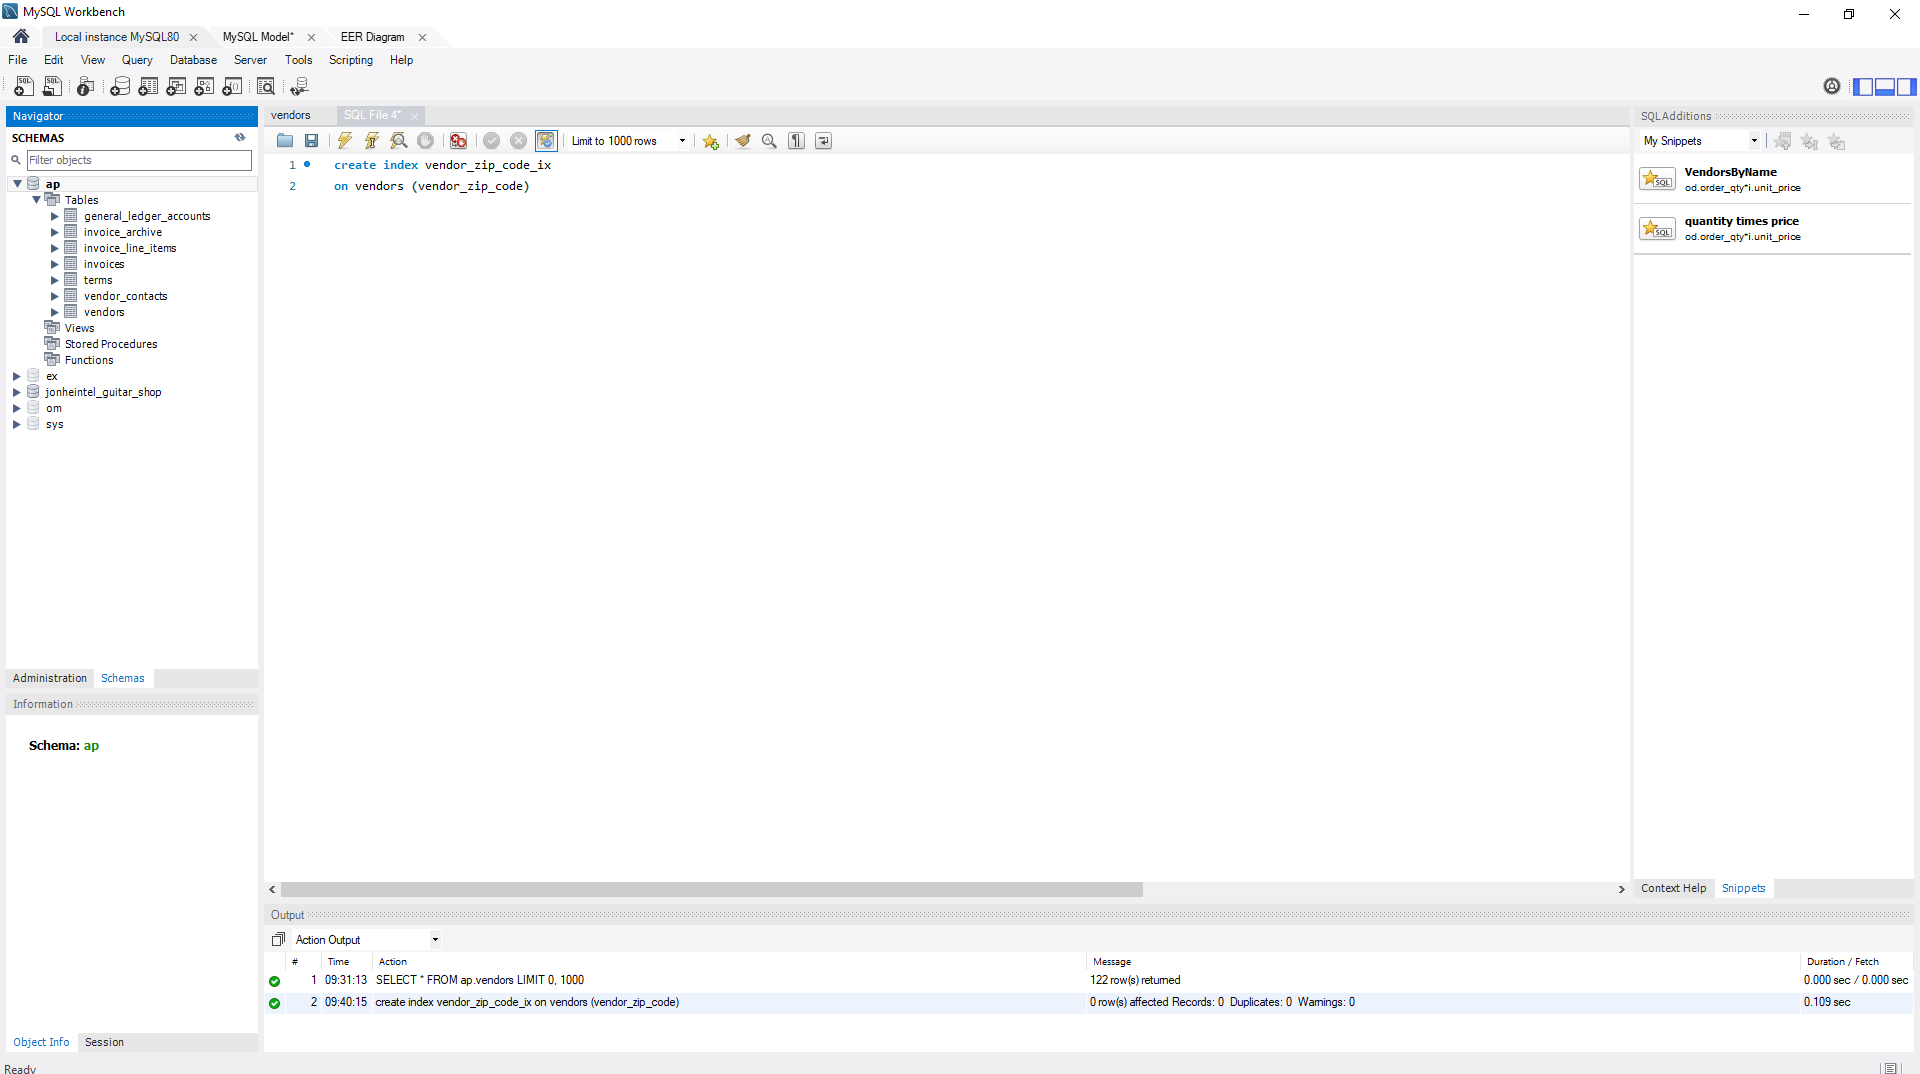 MySQL Workbench
Local instance MySQL80
MySQL Model*
EER Diagram
File Edit View Query Database Server Tools Scripting Help
Navigator
SCHEMAS
Filter objects
ap
Tables
general_ledger_accounts
invoice_archive
invoice_line_items
invoices
terms
vendor_contacts
vendors
Views
Stored Procedures
Functions
ex
jonheintel_guitar_shop
om
sys
Administration Schemas
Information
Schema: ap
Object Info Session
vendors
SQL File 4*
Limit to 1000 rows
1 create index vendor_zip_code_ix
2 on vendors (vendor_zip_code)
SQLAdditions
My Snippets
SQL
VendorsByName
od.order_qty*i.unit_price
SQL
quantity times price
od.order_qty*i.unit_price
Context Help Snippets
Output
Action Output
# Time Action Message Duration / Fetch
1 09:31:13 SELECT * FROM ap.vendors LIMIT 0, 1000 122 row(s) returned 0.000 sec / 0.000 sec
2 09:40:15 create index vendor_zip_code_ix on vendors (vendor_zip_code) 0 row(s) affected Records: 0 Duplicates: 0 Warnings: 0 0.109 sec
Ready